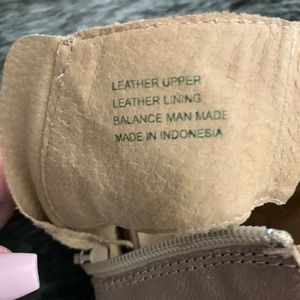 LEATHER UPPER
LEATHER LINING
BALANCE MAN MADE
MADE IN INDONESIA